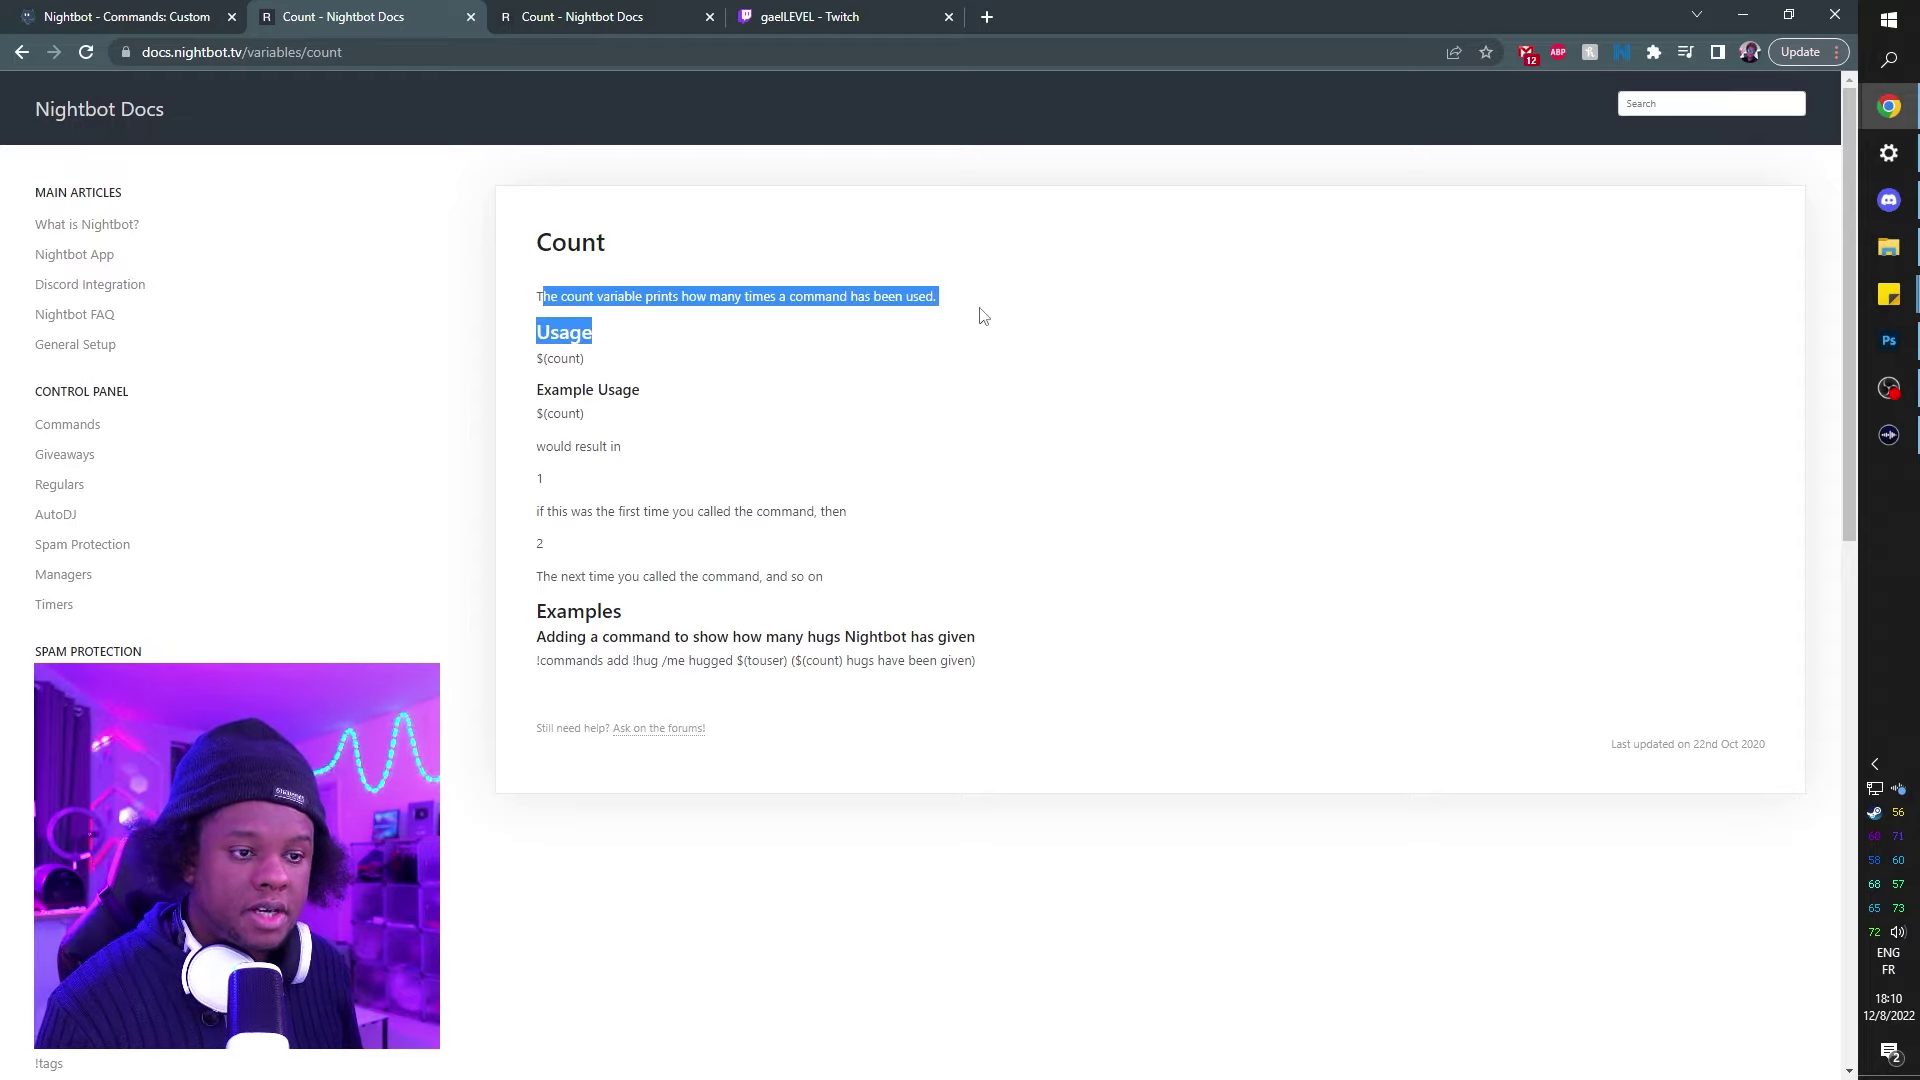 Nightbot - Commands: Custom
Count - Nightbot Docs
Count - Nightbot Docs
gaelLEVEL - Twitch
docs.nightbot.tv/variables/count
12
ABP
Update
Nightbot Docs
Search
MAIN ARTICLES
What is Nightbot?
Nightbot App
Discord Integration
Nightbot FAQ
General Setup
CONTROL PANEL
Commands
Giveaways
Regulars
AutoDJ
Spam Protection
Managers
Timers
SPAM PROTECTION
!tags
Count
The count variable prints how many times a command has been used.
Usage
$(count)
Example Usage
$(count)
would result in
1
if this was the first time you called the command, then
2
The next time you called the command, and so on
Examples
Adding a command to show how many hugs Nightbot has given
!commands add !hug /me hugged $(touser) ($(count) hugs have been given)
Still need help? Ask on the forums!
Last updated on 22nd Oct 2020
Ps
56
60 71
58 60
68 57
65 73
72
ENG
FR
18:10
12/8/2022
2